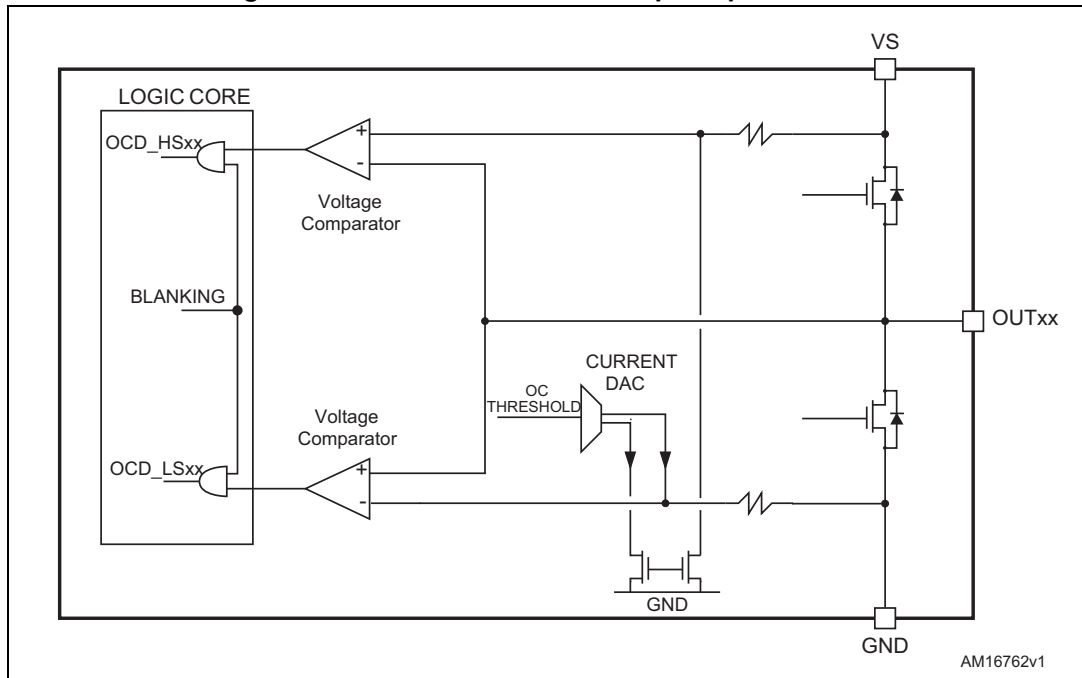 VS
LOGIC CORE
OCD_HSxx
+
-
Voltage
Comparator
BLANKING
OUTxx
CURRENT
DAC
OC
THRESHOLD
Voltage
Comparator
OCD_LSxx
+
-
GND
GND
AM16762v1